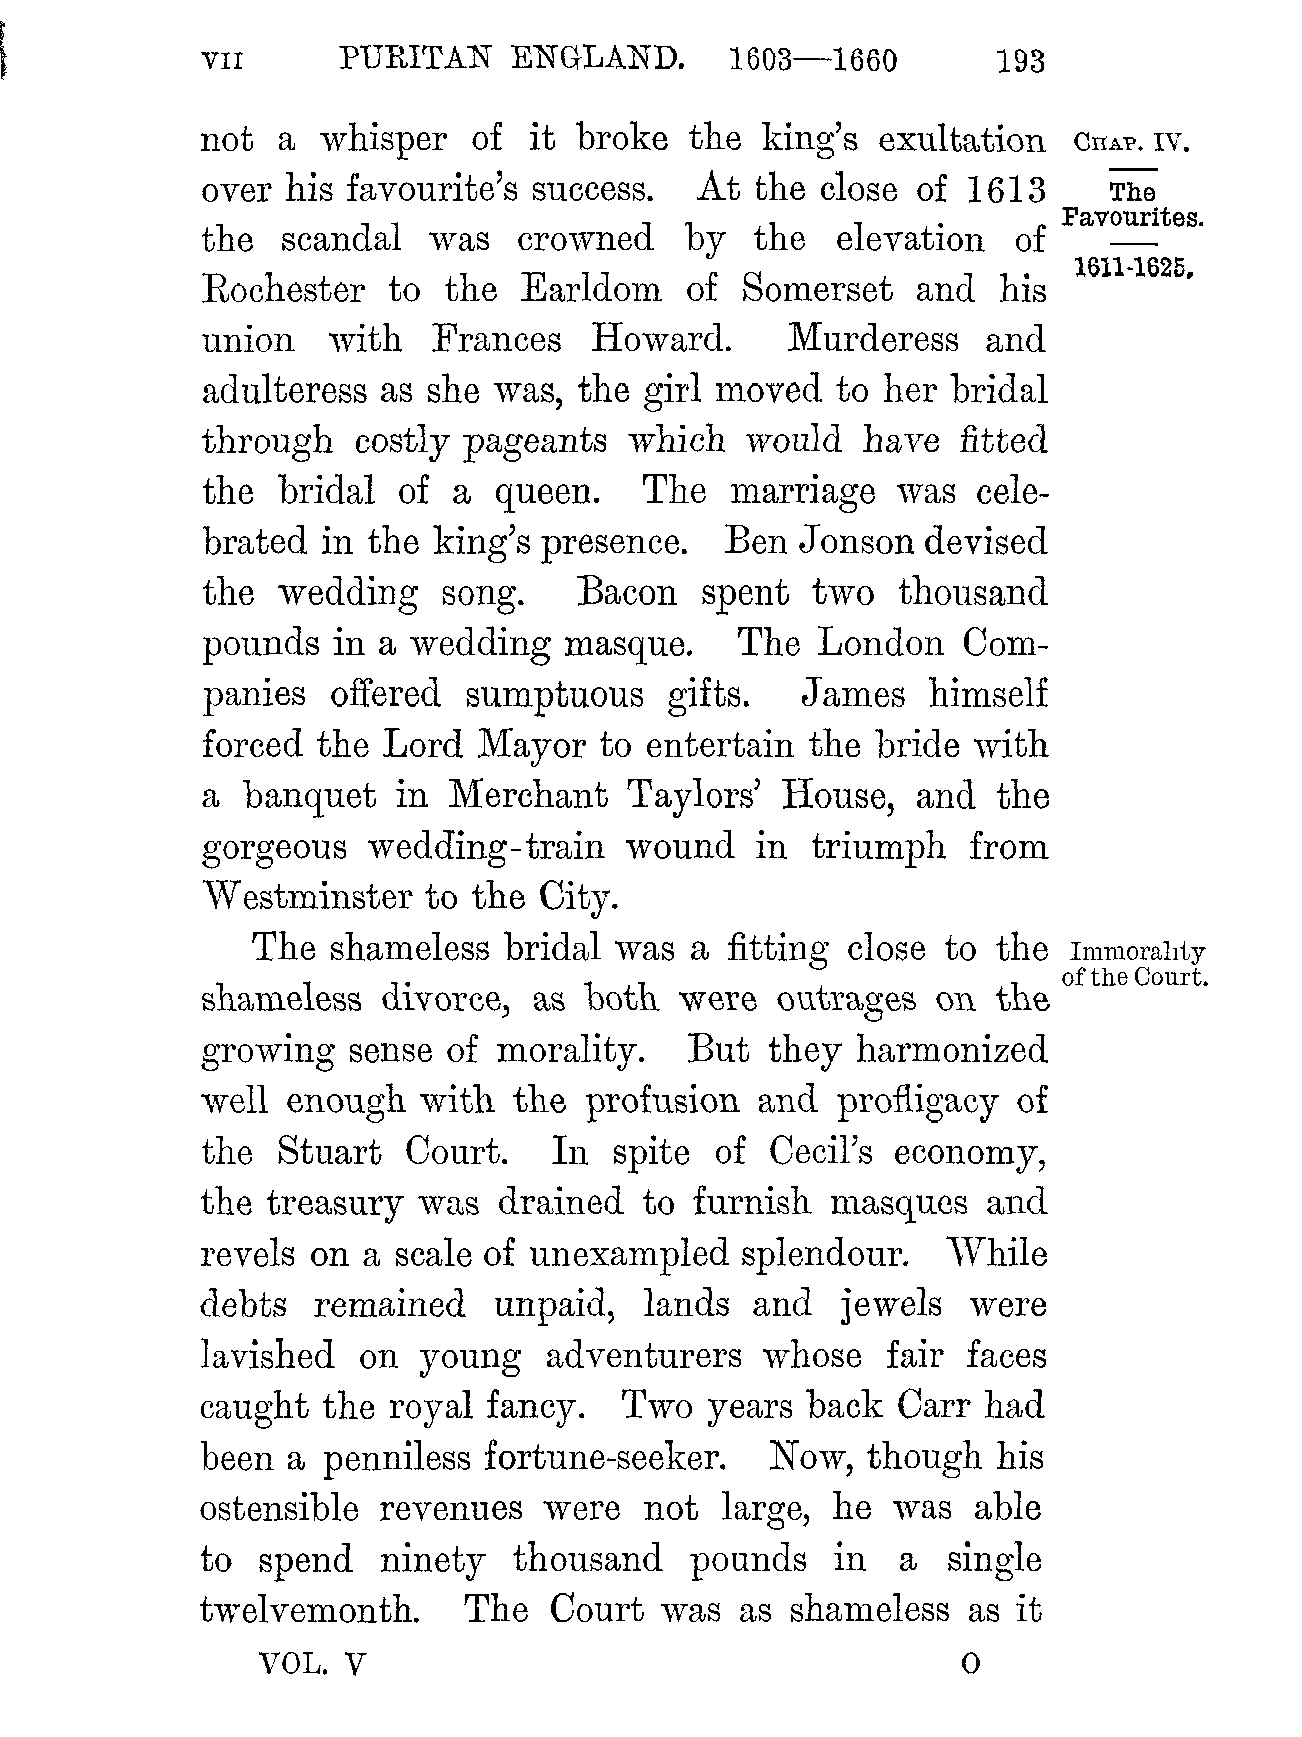 VII PURITAN ENGLAND. 1603—1660 193
not a whisper of it broke the king's exultation
over his favourite's success. At the close of 1613
the scandal was crowned by the elevation of
Rochester to the Earldom of Somerset and his
union with Frances Howard. Murderess and
adulteress as she was, the girl moved to her bridal
through costly pageants which would have fitted
the bridal of a queen. The marriage was cele-
brated in the king's presence. Ben Jonson devised
the wedding song. Bacon spent two thousand
pounds in a wedding masque. The London Com-
panies offered sumptuous gifts. James himself
forced the Lord Mayor to entertain the bride with
a banquet in Merchant Taylors' House, and the
gorgeous wedding-train wound in triumph from
Westminster to the City.
CHAP. IV.
The
Favourites.
1611-1625.
The shameless bridal was a fitting close to the
shameless divorce, as both were outrages on the
growing sense of morality. But they harmonized
well enough with the profusion and profligacy of
the Stuart Court. In spite of Cecil's economy,
the treasury was drained to furnish masques and
revels on a scale of unexampled splendour. While
debts remained unpaid, lands and jewels were
lavished on young adventurers whose fair faces
caught the royal fancy. Two years back Carr had
been a penniless fortune-seeker. Now, though his
ostensible revenues were not large, he was able
to spend ninety thousand pounds in a single
twelvemonth. The Court was as shameless as it
Immorality
of the Court.
VOL. V O